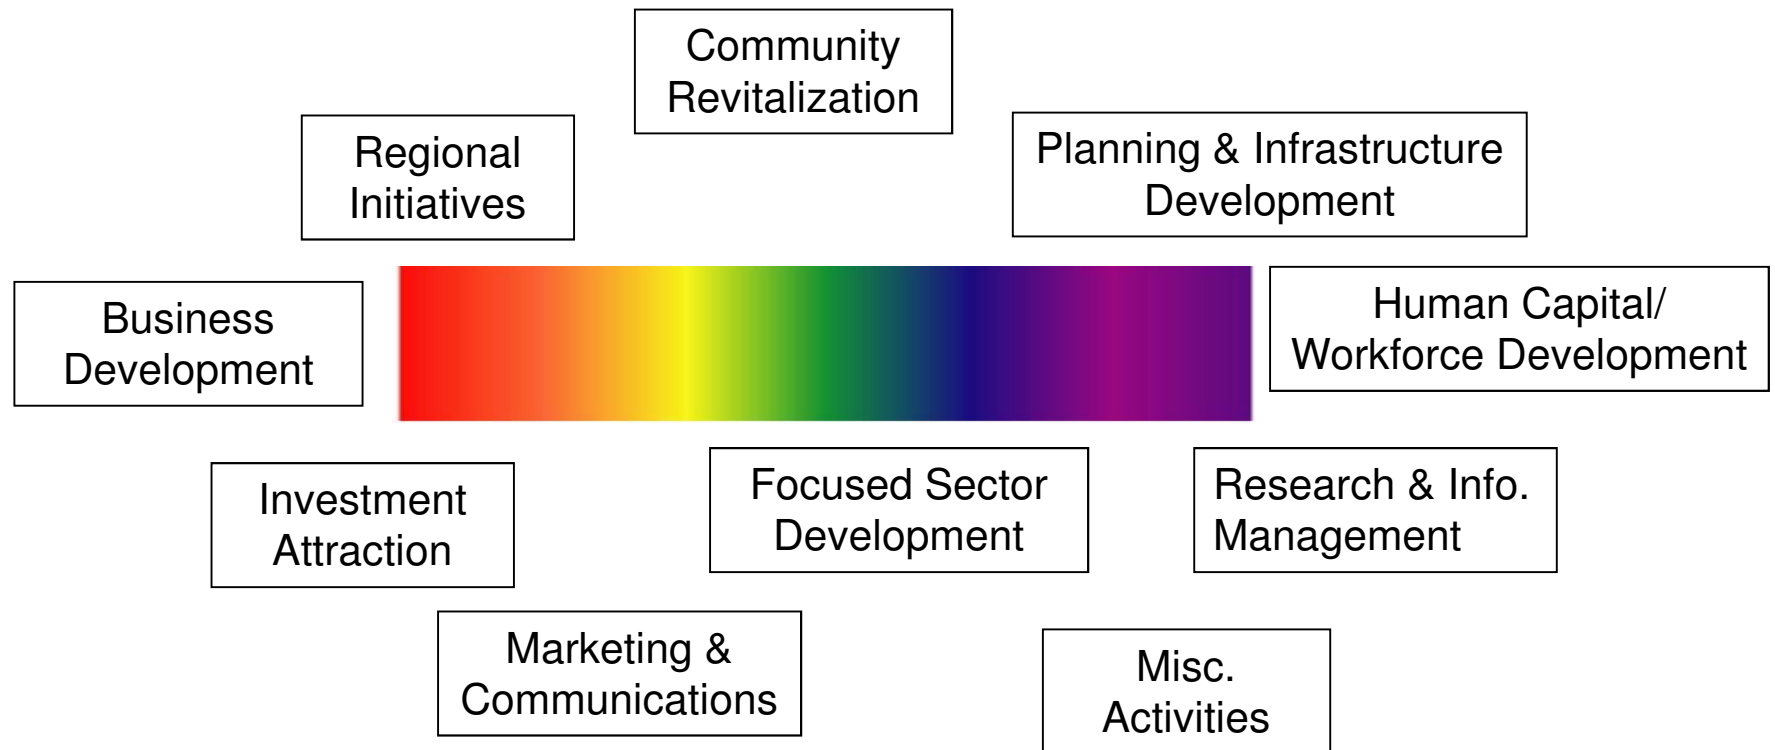 Community
Revitalization
Regional
Initiatives
Planning & Infrastructure
Development
Business
Development
Human Capital/
Workforce Development
Investment
Attraction
Focused Sector
Development
Research & Info.
Management
Marketing &
Communications
Misc.
Activities